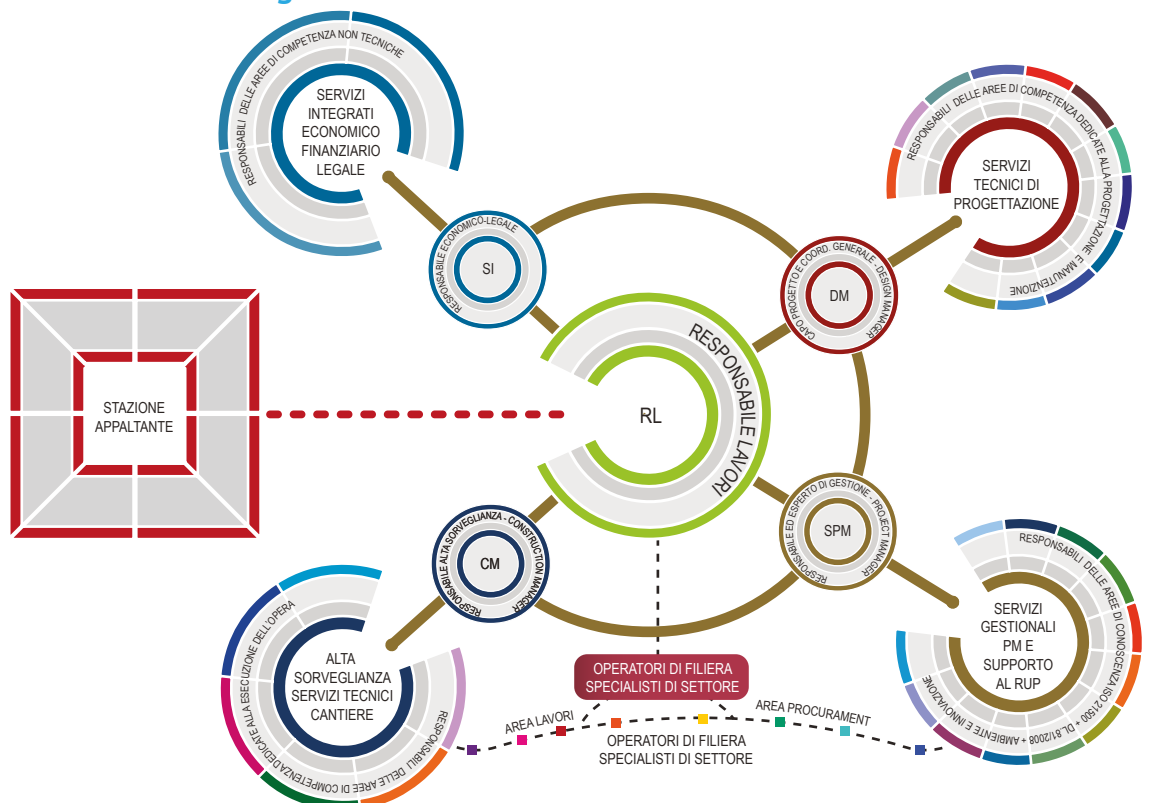 RESPONSABILI DELLE AREE DI COMPETENZA NON TECNICHE
SERVIZI
INTEGRATI
ECONOMICO
FINANZIARIO
LEGALE
RESPONSABILI DELLE AREE DI COMPETENZA DEDICATE ALLA PROGETTAZIONE E MANUTENZIONE
SERVIZI
TECNICI DI
PROGETTAZIONE
RESPONSABILE ECONOMICO-LEGALE
SI
CAPO PROGETTO E COORD. GENERALE - DESIGN MANAGER
DM
STAZIONE
APPALTANTE
RESPONSABILE LAVORI
RL
RESPONSABILE ALTA SORVEGLIANZA - CONSTRUCTION MANAGER
CM
RESPONSABILE ED ESPERTO DI GESTIONE - PROJECT MANAGER
SPM
RESPONSABILI DELLE AREE DI COMPETENZA DEDICATE ALLA ESECUZIONE DELL'OPERA
ALTA
SORVEGLIANZA
SERVIZI TECNICI
CANTIERE
OPERATORI DI FILIERA
SPECIALISTI DI SETTORE
AREA LAVORI
AREA PROCURAMENT
OPERATORI DI FILIERA
SPECIALISTI DI SETTORE
RESPONSABILI DELLE AREE DI CONOSCENZA ISO 21500 + DL.81/2008 + AMBIENTE E INNOVAZIONE
SERVIZI
GESTIONALI
PM E
SUPPORTO
AL RUP